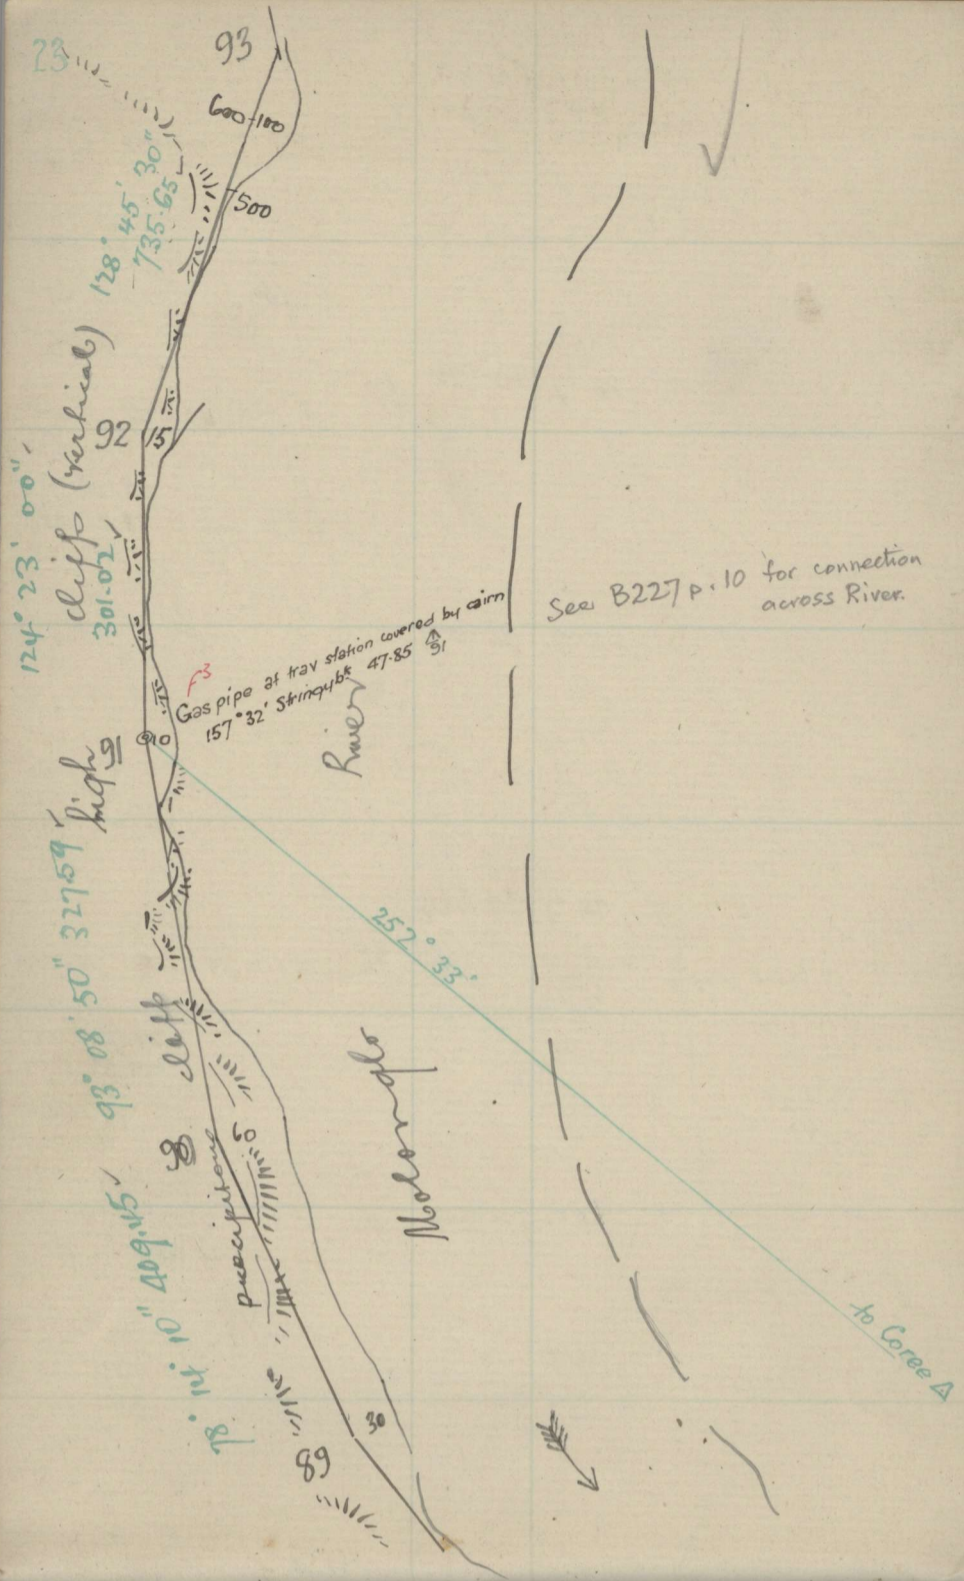 23
93
600-100
500
128° 45' 30"
735.65
92
15
cliffs (vertical)
124° 23' 00"
301.02
See B227 p.10 for connection
across River.
F3
Gas pipe at trav station covered by cairn
157° 32' Stringybk 47.85 91
River
10
91
high
93° 08' 50" 327.59
252° 33'
cliff
Molonglo
90
5
precipitous
78° 14' 10" 409.45
to Coree
30
89